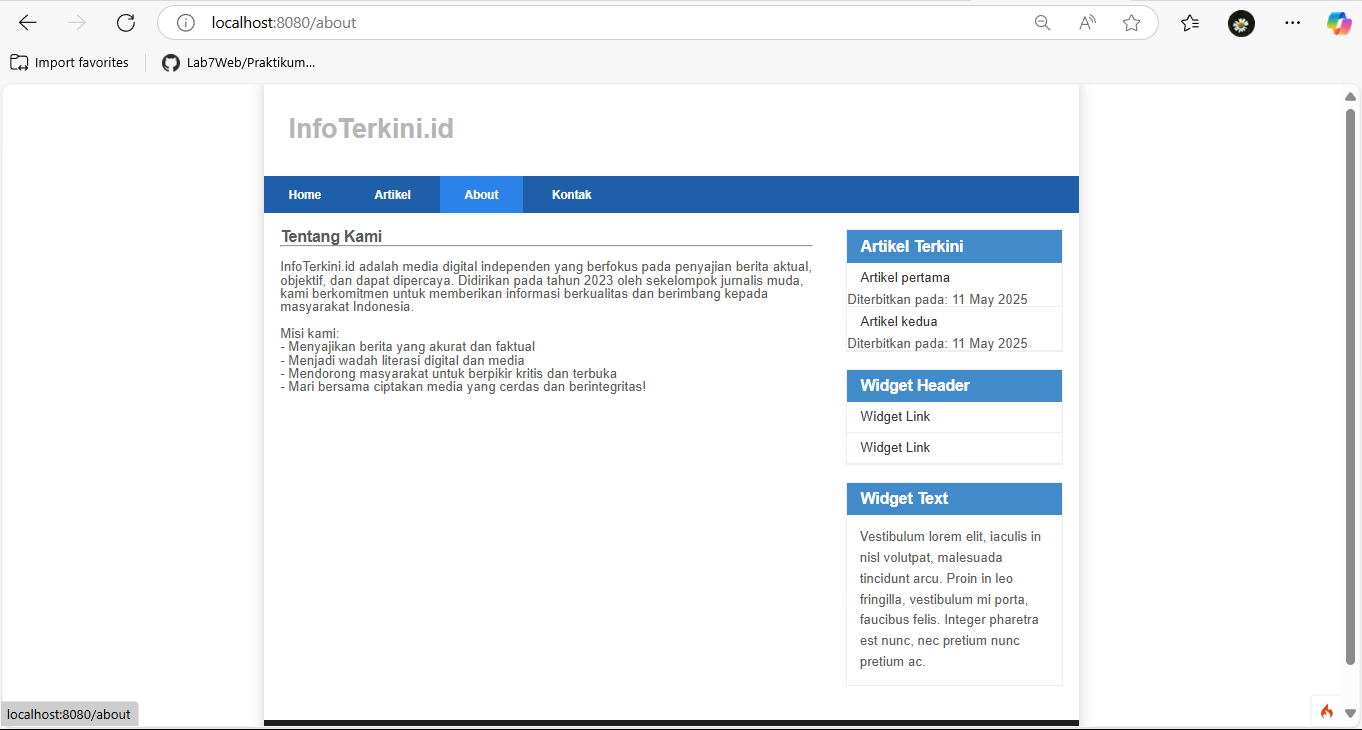 localhost:8080/about
Import favorites
Lab7Web/Praktikum...
InfoTerkini.id
Home Artikel About Kontak
Tentang Kami
InfoTerkini.id adalah media digital independen yang berfokus pada penyajian berita aktual,
objektif, dan dapat dipercaya. Didirikan pada tahun 2023 oleh sekelompok jurnalis muda,
kami berkomitmen untuk memberikan informasi berkualitas dan berimbang kepada
masyarakat Indonesia.
Misi kami:
- Menyajikan berita yang akurat dan faktual
- Menjadi wadah literasi digital dan media
- Mendorong masyarakat untuk berpikir kritis dan terbuka
- Mari bersama ciptakan media yang cerdas dan berintegritas!
Artikel Terkini
Artikel pertama
Diterbitkan pada: 11 May 2025
Artikel kedua
Diterbitkan pada: 11 May 2025
Widget Header
Widget Link
Widget Link
Widget Text
Vestibulum lorem elit, iaculis in
nisl volutpat, malesuada
tincidunt arcu. Proin in leo
fringilla, vestibulum mi porta,
faucibus felis. Integer pharetra
est nunc, nec pretium nunc
pretium ac.
localhost:8080/about